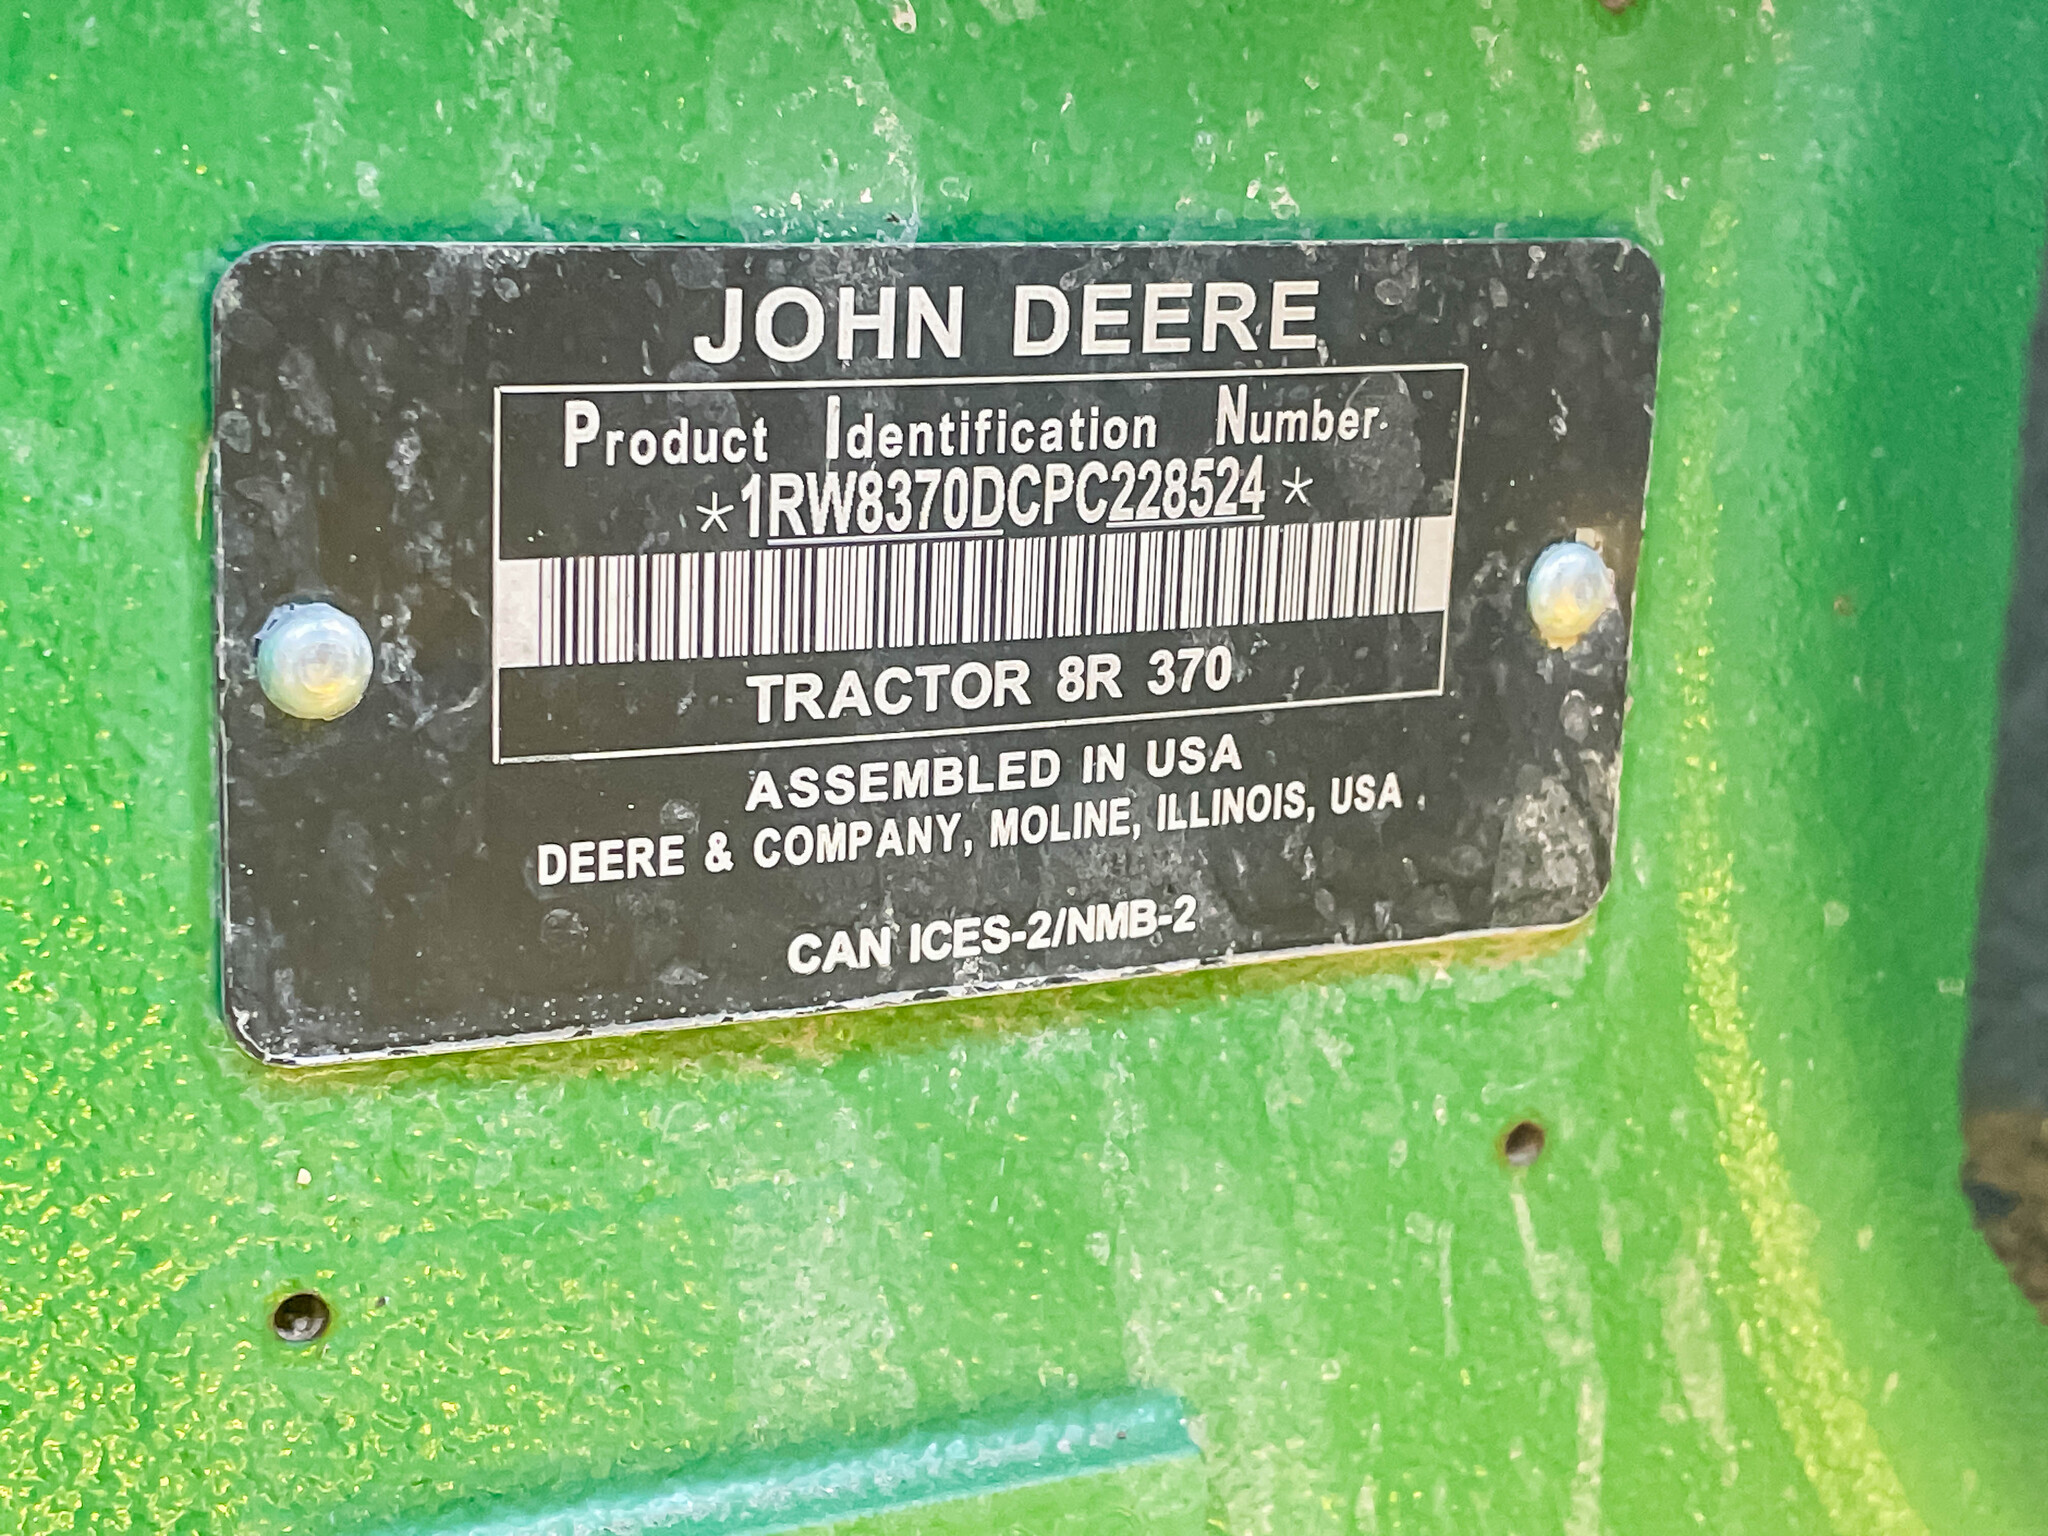 JOHN DEERE
Product Identification Number
*1RW8370DCPC228524*
TRACTOR 8R 370
ASSEMBLED IN USA
DEERE & COMPANY, MOLINE, ILLINOIS, USA
CAN ICES-2/NMB-2